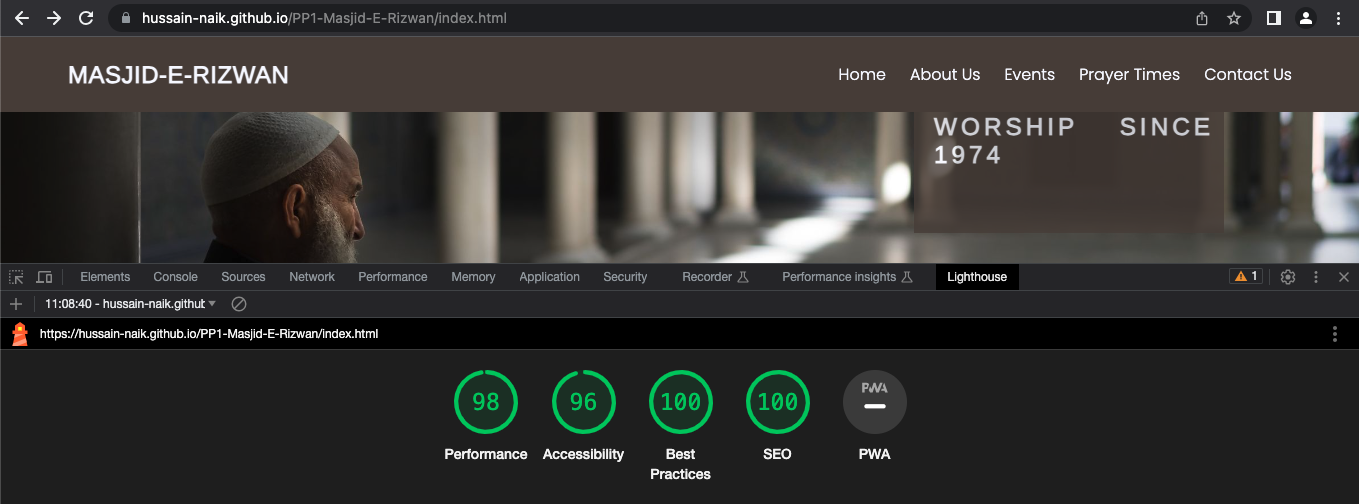 hussain-naik.github.io/PP1-Masjid-E-Rizwan/index.html
MASJID-E-RIZWAN
Home About Us Events Prayer Times Contact Us
WORSHIP SINCE
1974
Elements Console Sources Network Performance Memory Application Security Recorder Performance insights Lighthouse 1
11:08:40 - hussain-naik.github
https://hussain-naik.github.io/PP1-Masjid-E-Rizwan/index.html
98 96 100 100 PWA
Performance Accessibility Best SEO PWA
Practices